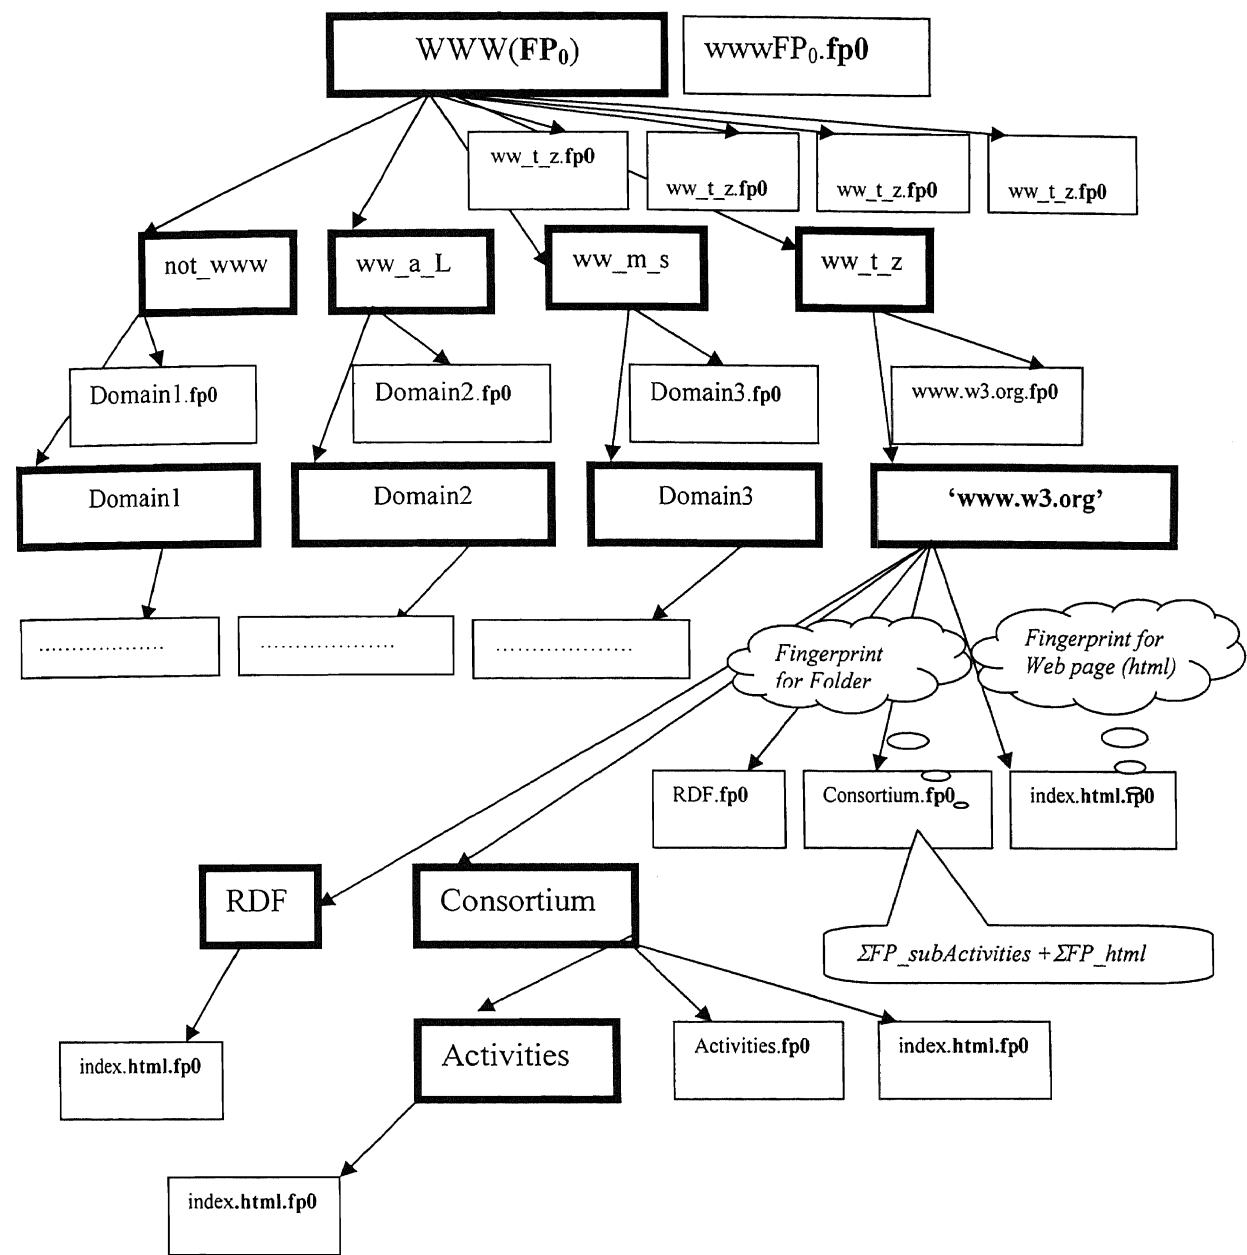 WWW(FP₀)
wwwFP₀.fp0
ww_t_z.fp0
ww_t_z.fp0
ww_t_z.fp0
ww_t_z.fp0
not_www
ww_a_L
ww_m_s
ww_t_z
Domain1.fp0
Domain2.fp0
Domain3.fp0
www.w3.org.fp0
Domain1
Domain2
Domain3
‘www.w3.org’
..................
...................
...................
Fingerprint
for Folder
Fingerprint for
Web page (html)
RDF.fp0
Consortium.fp0
index.html.fp0
RDF
Consortium
ΣFP_subActivities +ΣFP_html
index.html.fp0
Activities
Activities.fp0
index.html.fp0
index.html.fp0